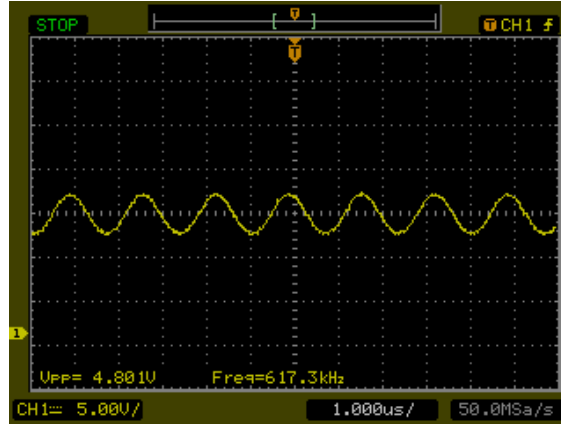 STOP T CH1
T
1
Vpp= 4.801V Freq=617.3kHz
CH1 5.00V/ 1.000us/ 50.0MSa/s